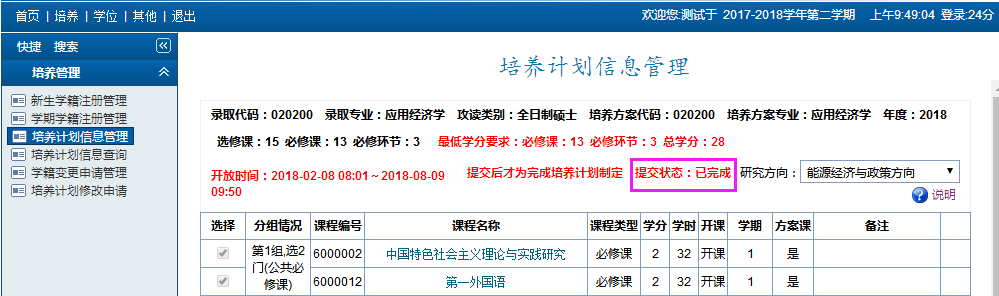 首页 | 培养 | 学位 | 其他 | 退出
欢迎您:测试于 2017-2018学年第二学期 上午9:49:04 登录:24分
快捷 搜索
培养管理
新生学籍注册管理
学期学籍注册管理
培养计划信息管理
培养计划信息查询
学籍变更申请管理
培养计划修改申请
培养计划信息管理
录取代码：020200 录取专业：应用经济学 攻读类别：全日制硕士 培养方案代码：020200 培养方案专业：应用经济学 年度：2018
选修课：15 必修课：13 必修环节：3 最低学分要求：必修课：13 必修环节：3 总学分：28
开放时间：2018-02-08 08:01～2018-08-09
09:50
提交后才为完成培养计划制定 提交状态：已完成 研究方向： 能源经济与政策方向
说明
选择 分组情况 课程编号 课程名称 课程类型 学分 学时 开课 学期 方案课 备注
第1组,选2
门(公共必
修课)
6000002 中国特色社会主义理论与实践研究 必修课 2 32 开课 1 是
6000012 第一外国语 必修课 2 32 开课 1 是